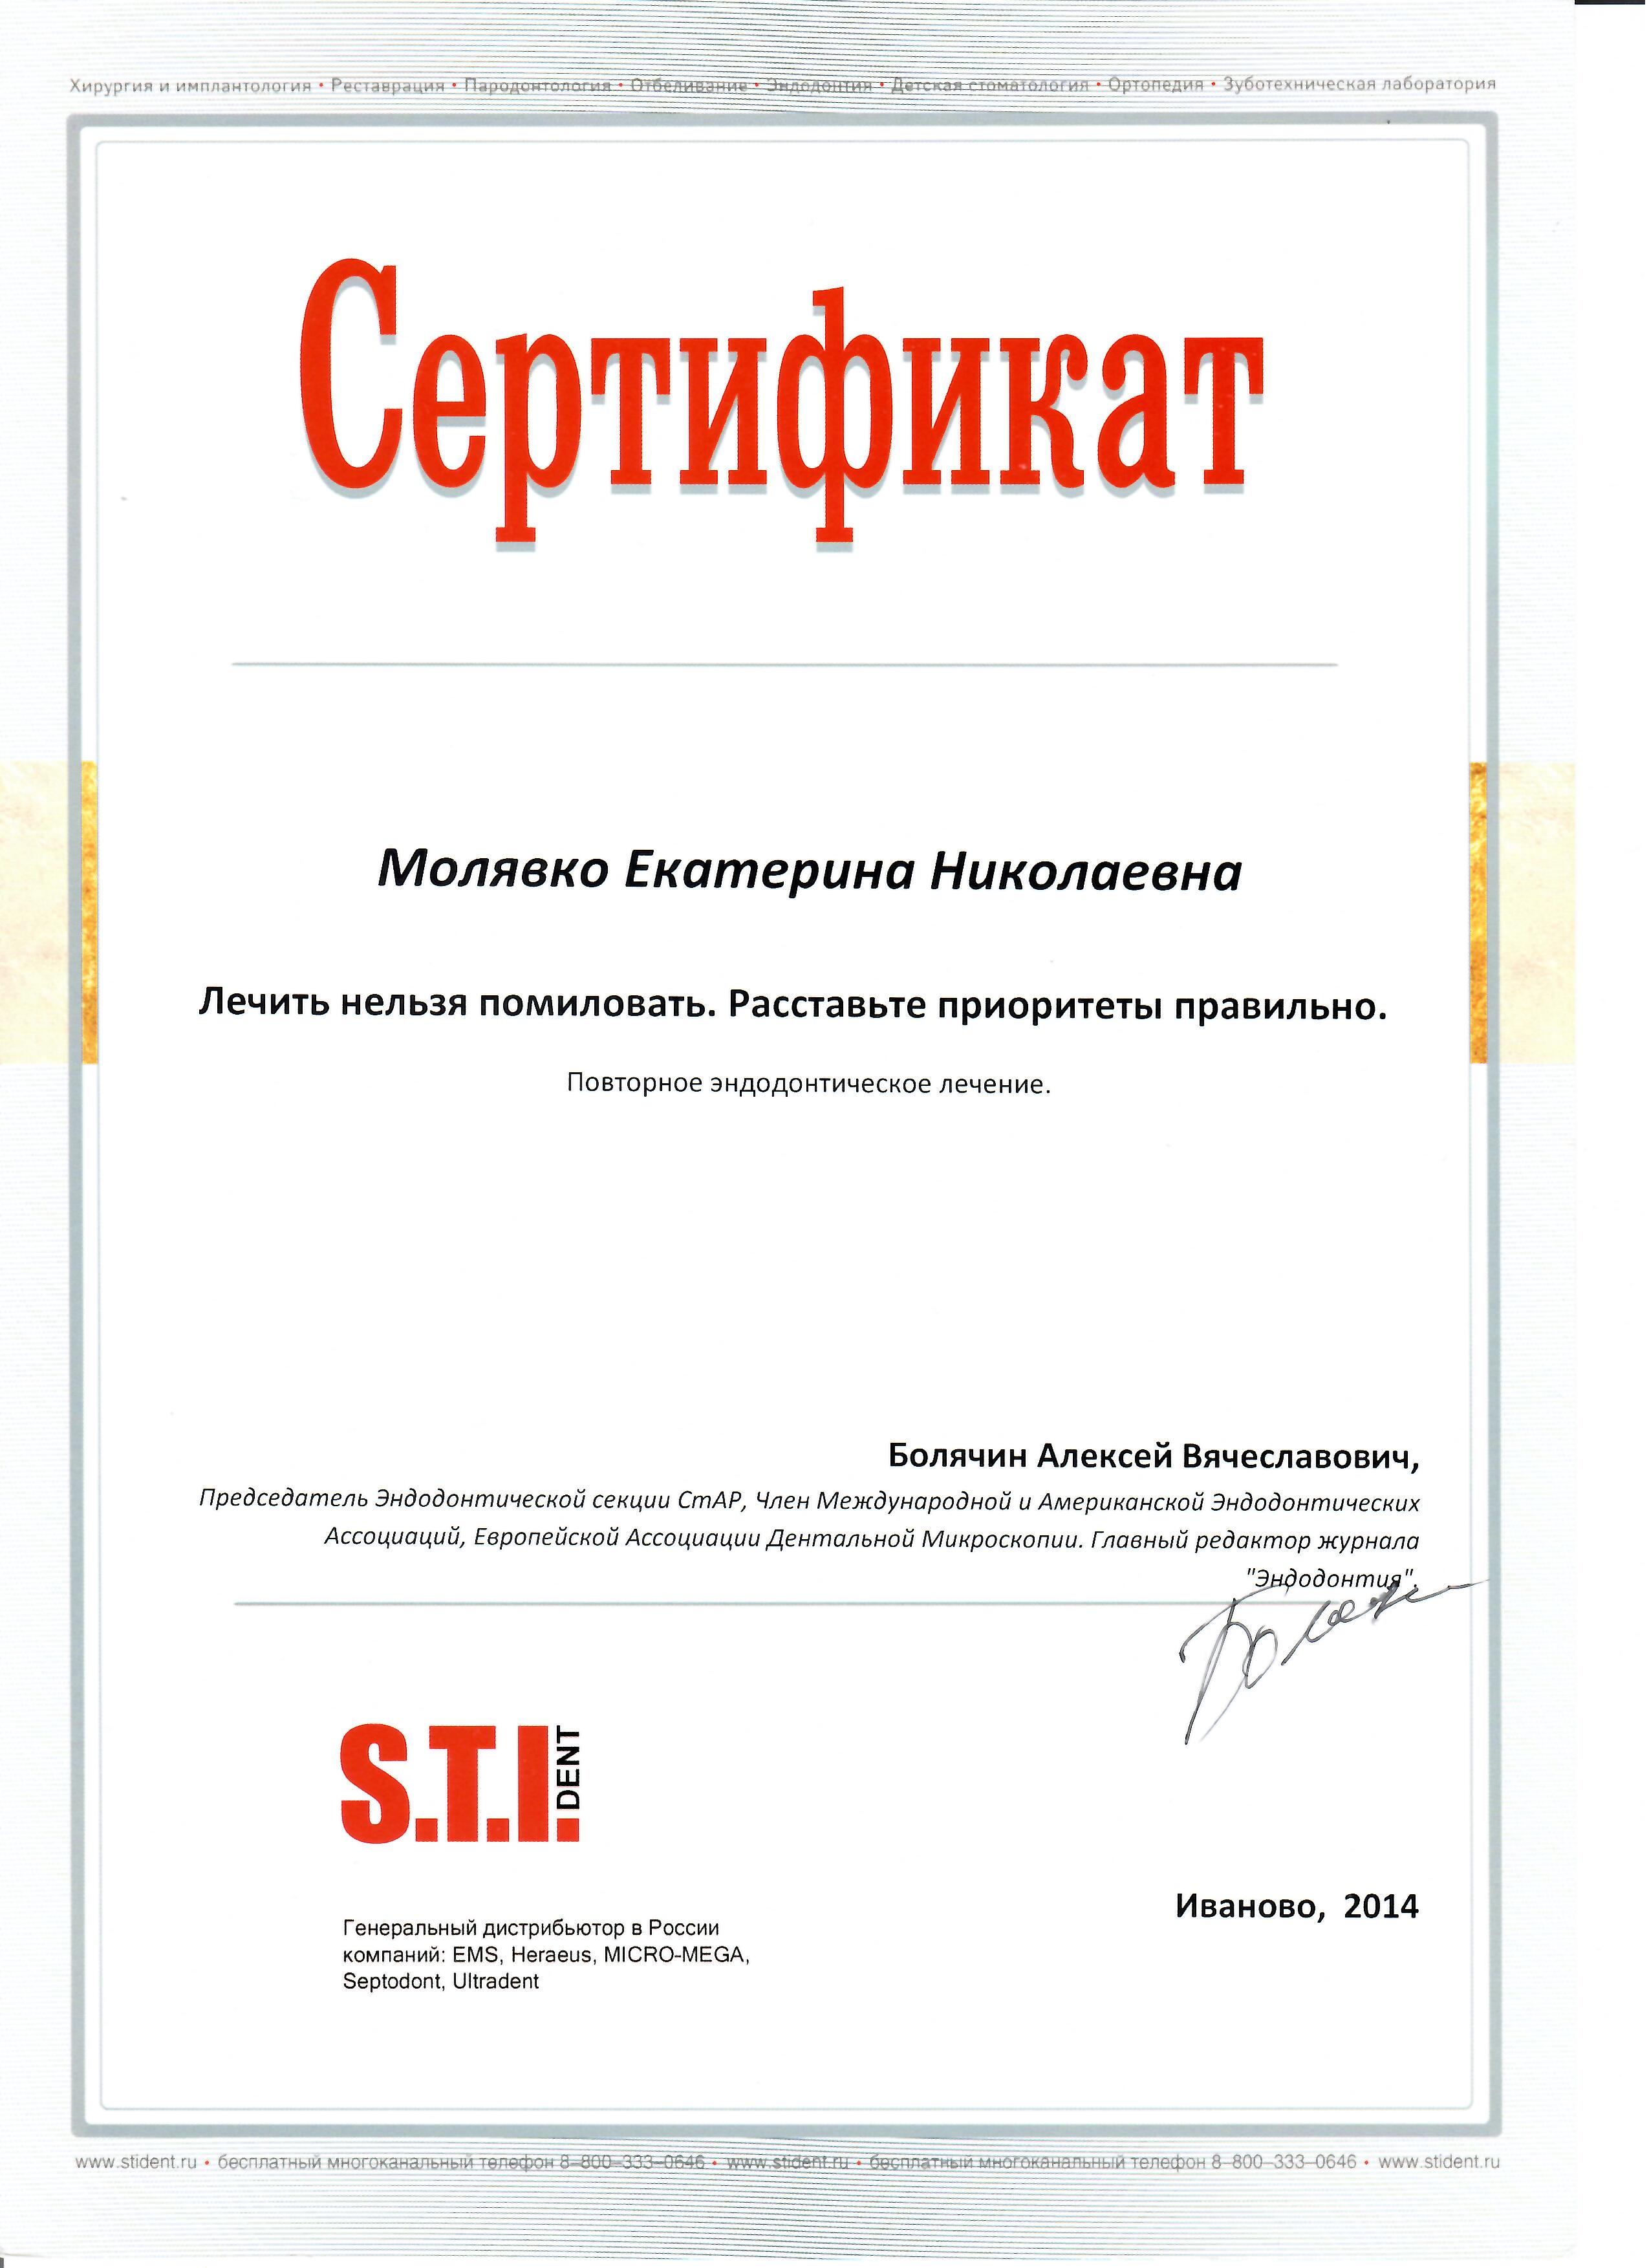 Хирургия и имплантология • Реставрация • Пародонтология • Отбеливание • Эндодонтия • Детская стоматология • Ортопедия • Зуботехническая лаборатория
Сертификат
Молявко Екатерина Николаевна
Лечить нельзя помиловать. Расставьте приоритеты правильно.
Повторное эндодонтическое лечение.
Болячин Алексей Вячеславович,
Председатель Эндодонтической секции СтАР, Член Международной и Американской Эндодонтических
Ассоциаций, Европейской Ассоциации Дентальной Микроскопии. Главный редактор журнала
"Эндодонтия".
S.T.I. DENT
Иваново, 2014
Генеральный дистрибьютор в России
компаний: EMS, Heraeus, MICRO-MEGA,
Septodont, Ultradent
www.stident.ru • бесплатный многоканальный телефон 8–800–333–0646 • www.stident.ru • бесплатный многоканальный телефон 8–800–333–0646 • www.stident.ru